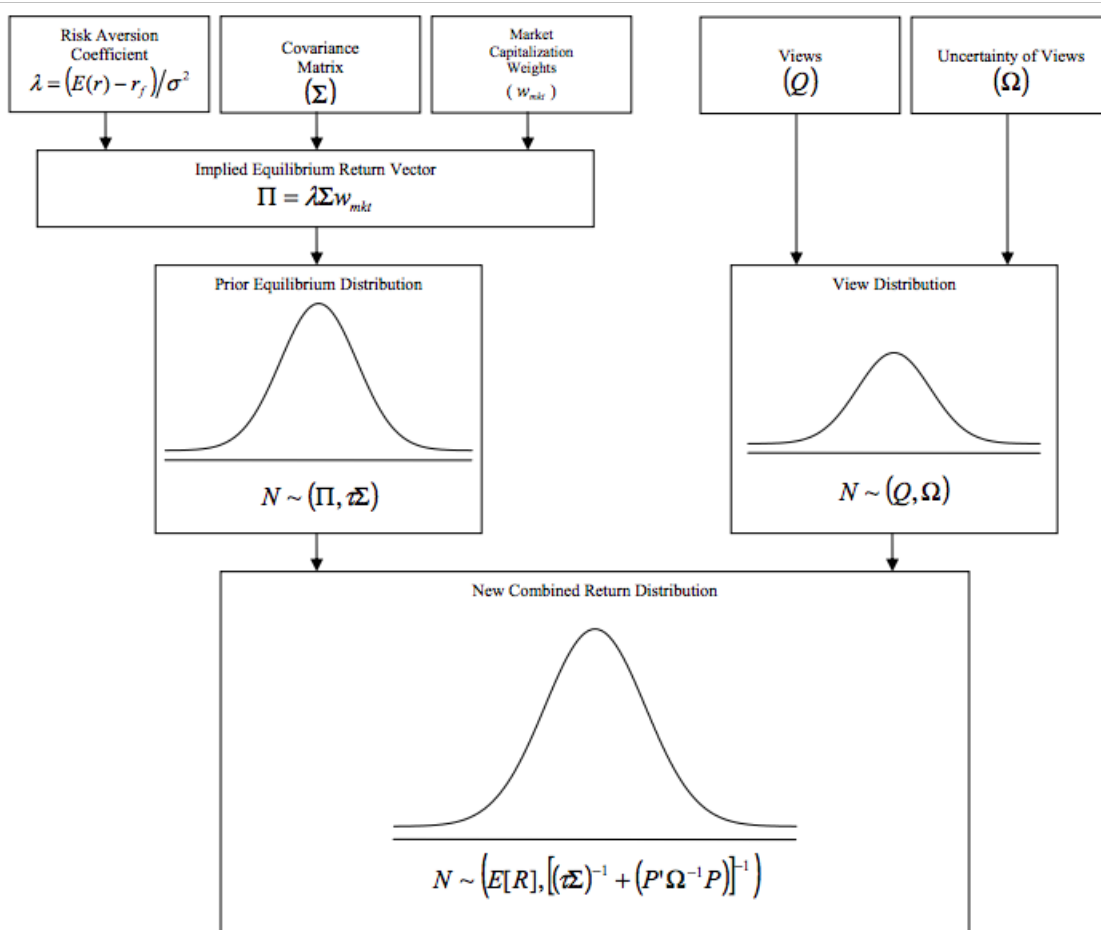 Risk Aversion
Coefficient
λ = (E(r) − r_f)/σ²
Covariance
Matrix
(Σ)
Market
Capitalization
Weights
( w_mkt )
Views
(Q)
Uncertainty of Views
(Ω)
Implied Equilibrium Return Vector
Π = λΣw_mkt
Prior Equilibrium Distribution
N ~ (Π, τΣ)
View Distribution
N ~ (Q, Ω)
New Combined Return Distribution
N ~ (E[R], [(τΣ)⁻¹ + (P'Ω⁻¹P)]⁻¹)